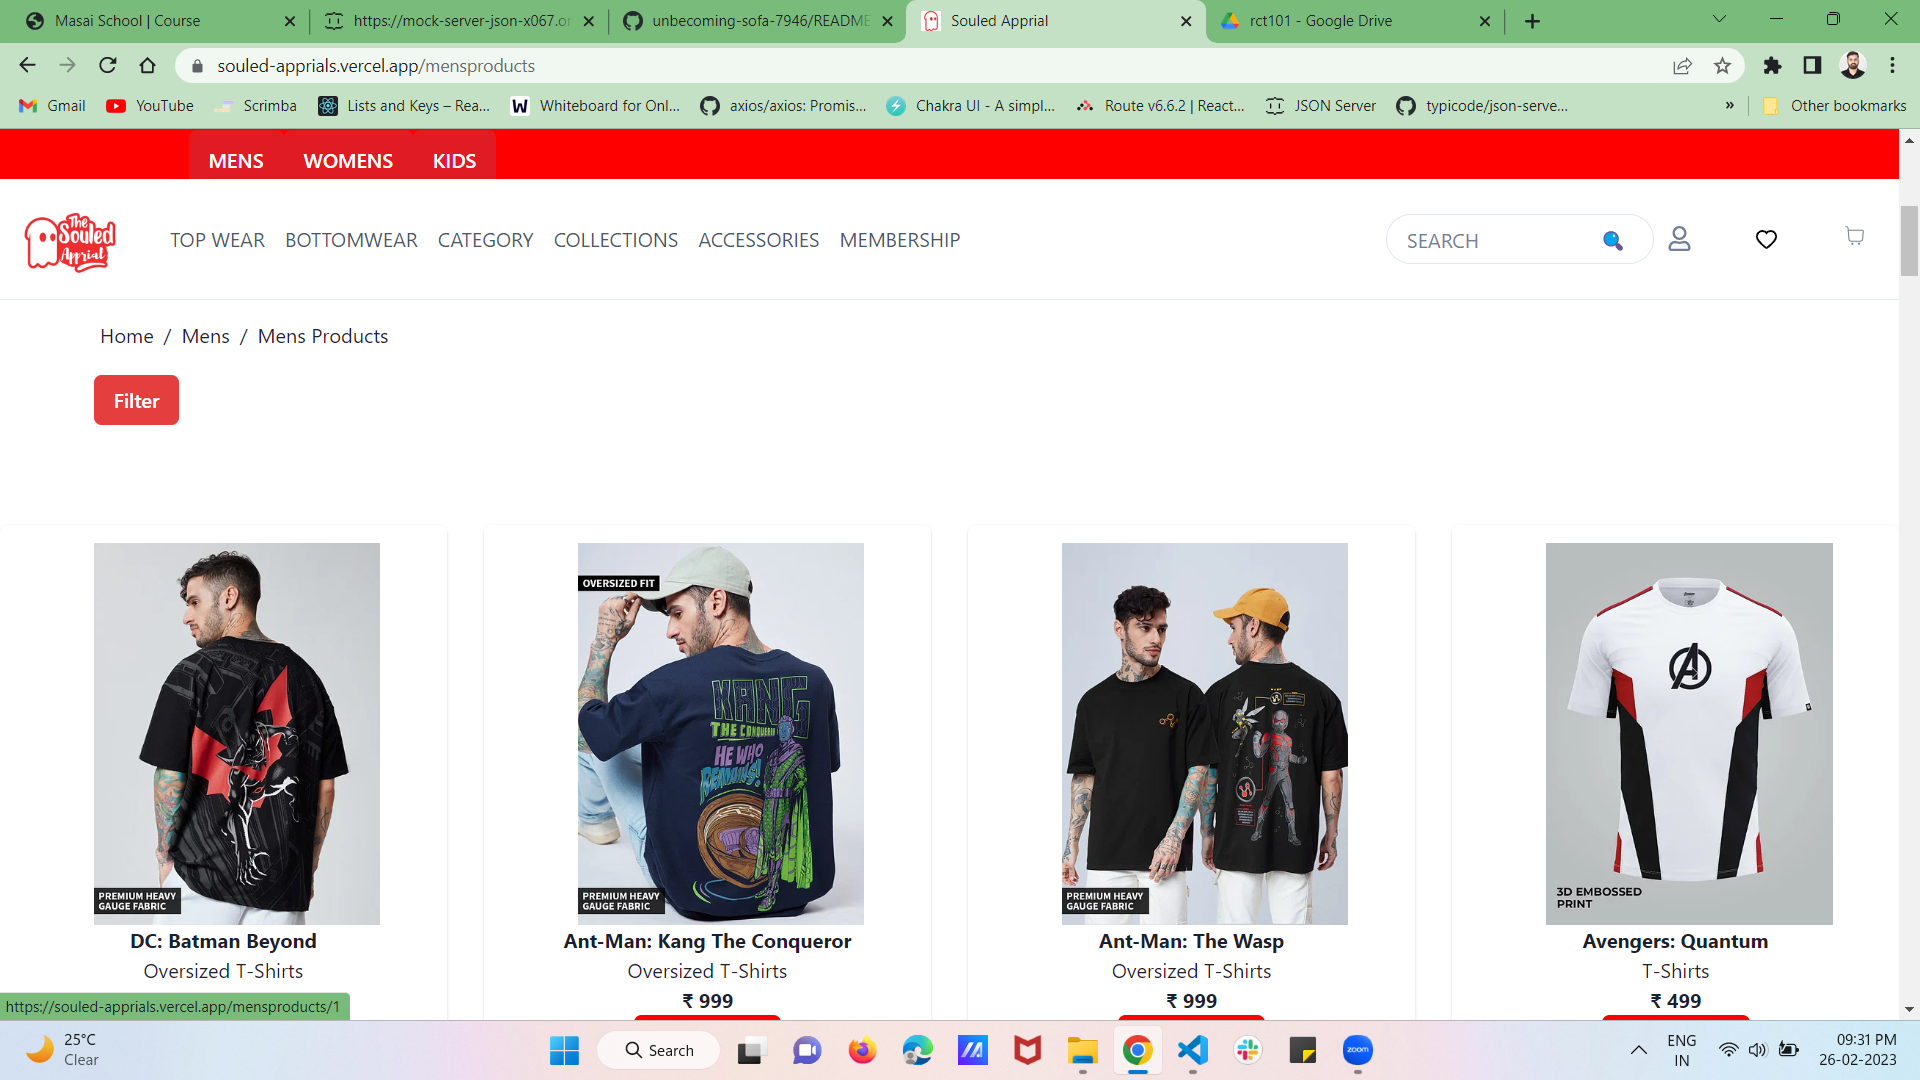 Masai School | Course
https://mock-server-json-x067.or
unbecoming-sofa-7946/README
Souled Apprial
rct101 - Google Drive
souled-apprials.vercel.app/mensproducts
Gmail
YouTube
Scrimba
Lists and Keys – Rea...
Whiteboard for Onl...
axios/axios: Promis...
Chakra UI - A simpl...
Route v6.6.2 | React...
JSON Server
typicode/json-serve...
»
Other bookmarks
MENS WOMENS KIDS
The Souled Apprial
TOP WEAR BOTTOMWEAR CATEGORY COLLECTIONS ACCESSORIES MEMBERSHIP
SEARCH
Home / Mens / Mens Products
Filter
PREMIUM HEAVY
GAUGE FABRIC
DC: Batman Beyond
Oversized T-Shirts
OVERSIZED FIT
KANG
THE CONQUEROR
HE WHO
REMAINS!
PREMIUM HEAVY
GAUGE FABRIC
Ant-Man: Kang The Conqueror
Oversized T-Shirts
₹ 999
PREMIUM HEAVY
GAUGE FABRIC
Ant-Man: The Wasp
Oversized T-Shirts
₹ 999
A
3D EMBOSSED
PRINT
Avengers: Quantum
T-Shirts
₹ 499
https://souled-apprials.vercel.app/mensproducts/1
25°C
Clear
Search
zoom
ENG
IN
09:31 PM
26-02-2023